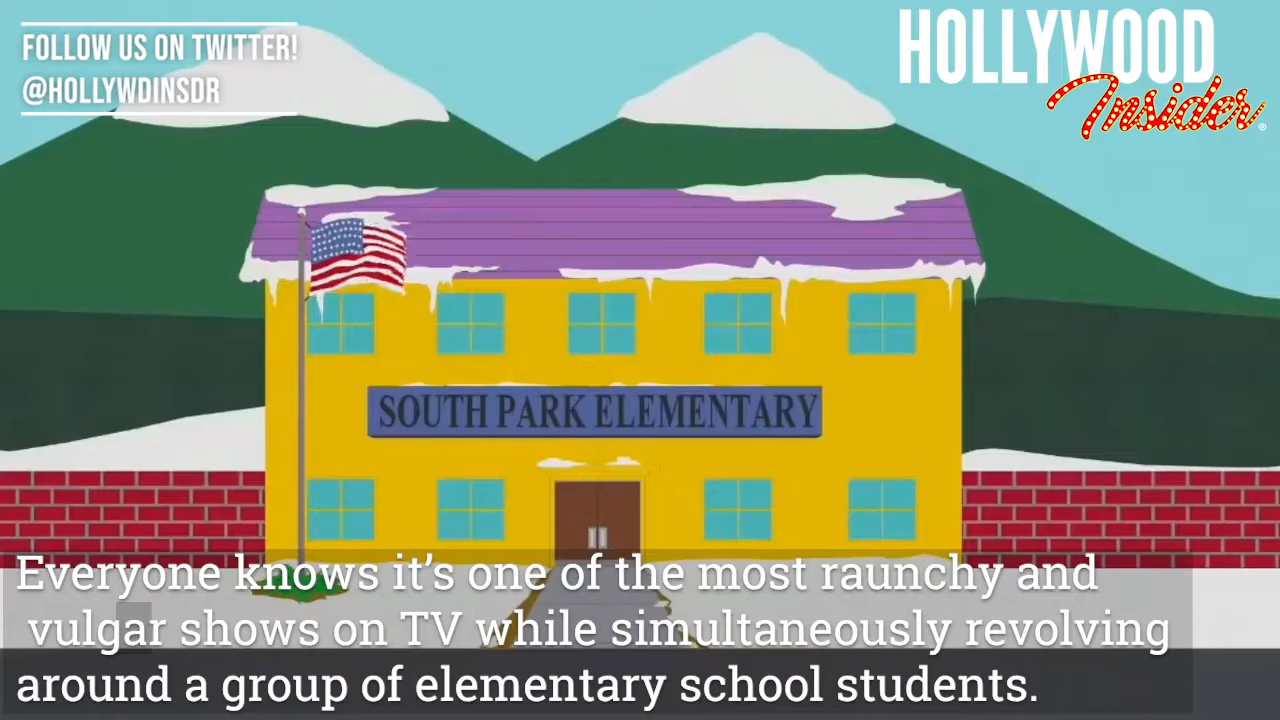 FOLLOW US ON TWITTER!
@HOLLYWDINSDR
HOLLYWOOD
Insider®
SOUTH PARK ELEMENTARY
Everyone knows it’s one of the most raunchy and
vulgar shows on TV while simultaneously revolving
around a group of elementary school students.